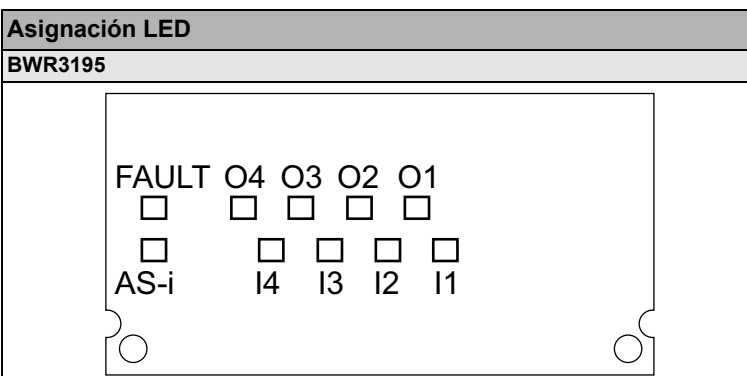 Asignación LED
BWR3195
FAULT O4 O3 O2 O1
AS-i I4 I3 I2 I1